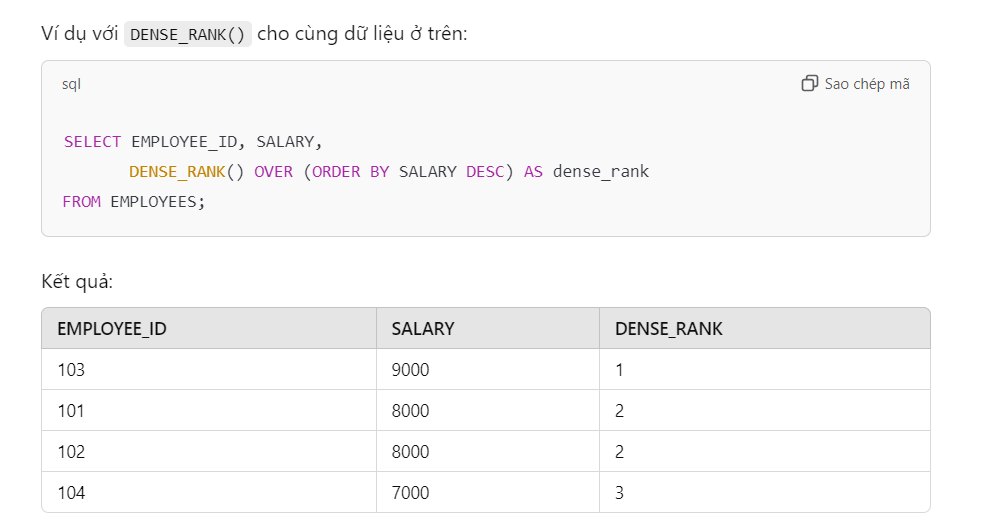 Ví dụ với DENSE_RANK() cho cùng dữ liệu ở trên:
sql
Sao chép mã
SELECT EMPLOYEE_ID, SALARY,
DENSE_RANK() OVER (ORDER BY SALARY DESC) AS dense_rank
FROM EMPLOYEES;
Kết quả:
EMPLOYEE_ID SALARY DENSE_RANK
103 9000 1
101 8000 2
102 8000 2
104 7000 3